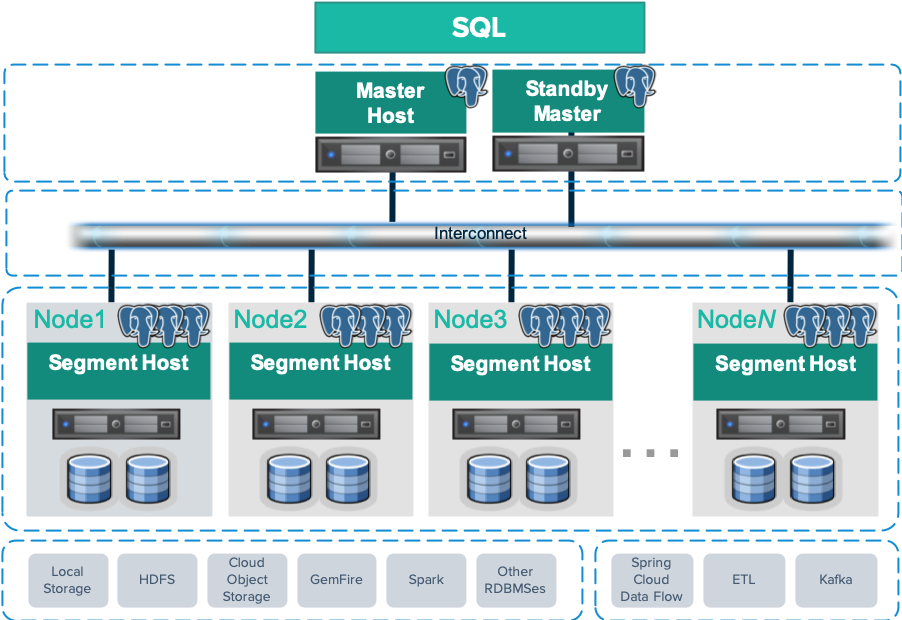 SQL
Master
Host
Standby
Master
Interconnect
Node1
Node2
Node3
NodeN
Segment Host
Segment Host
Segment Host
Segment Host
Local
Storage
HDFS
Cloud
Object
Storage
GemFire
Spark
Other
RDBMSes
Spring
Cloud
Data Flow
ETL
Kafka